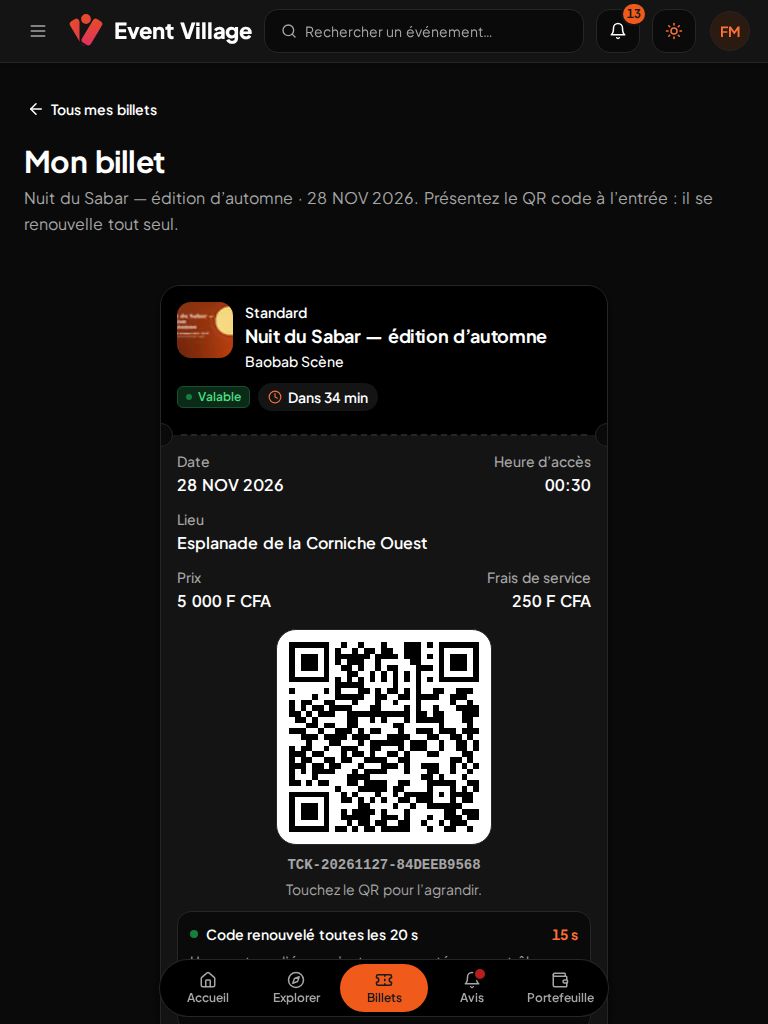 Event Village
Rechercher un événement…
13
FM
Tous mes billets
Mon billet
Nuit du Sabar — édition d’automne · 28 NOV 2026. Présentez le QR code à l’entrée : il se
renouvelle tout seul.
Standard
Nuit du Sabar — édition d’automne
Baobab Scène
Valable
Dans 34 min
Date
Heure d’accès
28 NOV 2026
00:30
Lieu
Esplanade de la Corniche Ouest
Prix
Frais de service
5 000 F CFA
250 F CFA
TCK-20261127-84DEEB9568
Touchez le QR pour l’agrandir.
Code renouvelé toutes les 20 s
15 s
Accueil
Explorer
Billets
Avis
Portefeuille